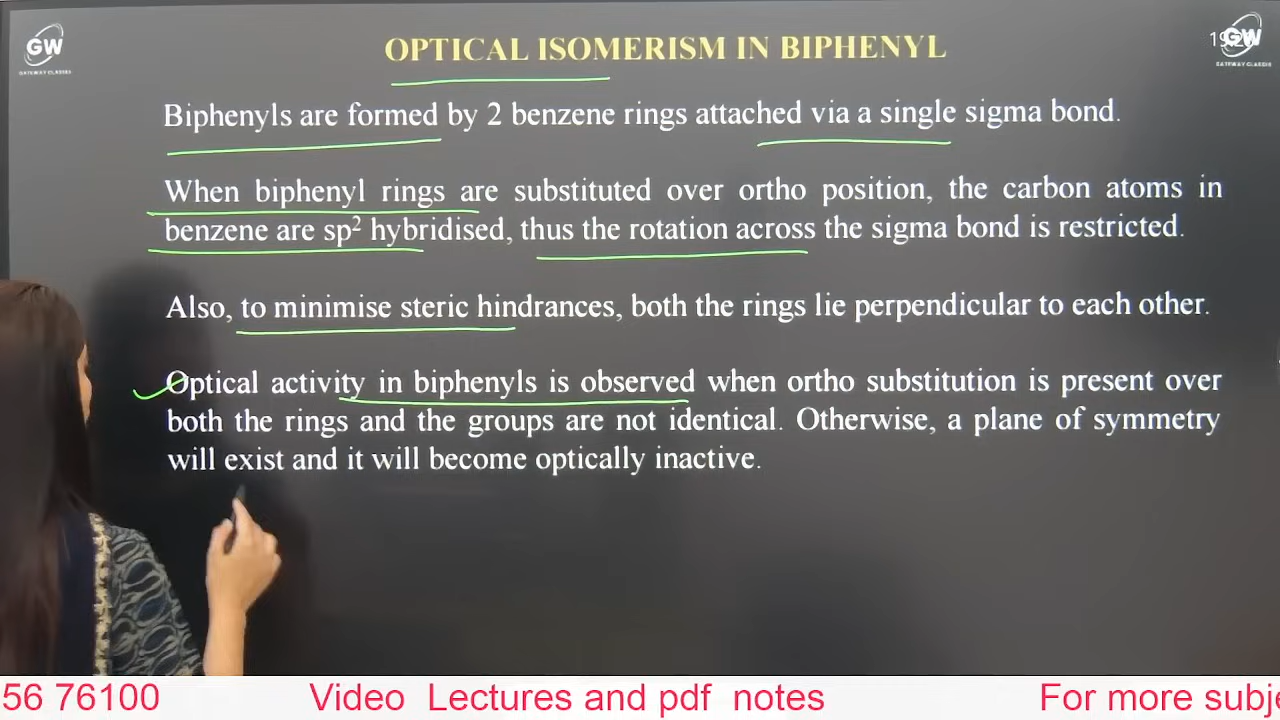 GW
GATEWAY CLASSES
OPTICAL ISOMERISM IN BIPHENYL
GW
GATEWAY CLASSES
Biphenyls are formed by 2 benzene rings attached via a single sigma bond.
When biphenyl rings are substituted over ortho position, the carbon atoms in
benzene are sp² hybridised, thus the rotation across the sigma bond is restricted.
Also, to minimise steric hindrances, both the rings lie perpendicular to each other.
Optical activity in biphenyls is observed when ortho substitution is present over
both the rings and the groups are not identical. Otherwise, a plane of symmetry
will exist and it will become optically inactive.
56 76100 Video Lectures and pdf notes For more subje